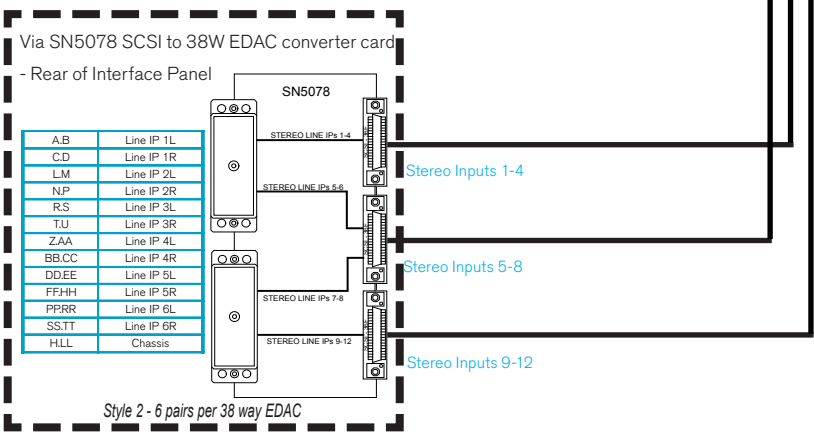 Via SN5078 SCSI to 38W EDAC converter card
- Rear of Interface Panel
SN5078
A.B Line IP 1L
C.D Line IP 1R
L.M Line IP 2L
N.P Line IP 2R
R.S Line IP 3L
T.U Line IP 3R
Z.AA Line IP 4L
BB.CC Line IP 4R
DD.EE Line IP 5L
FF.HH Line IP 5R
PP.RR Line IP 6L
SS.TT Line IP 6R
H.LL Chassis
STEREO LINE IPs 1-4
STEREO LINE IPs 5-6
STEREO LINE IPs 7-8
STEREO LINE IPs 9-12
Stereo Inputs 1-4
Stereo Inputs 5-8
Stereo Inputs 9-12
Style 2 - 6 pairs per 38 way EDAC